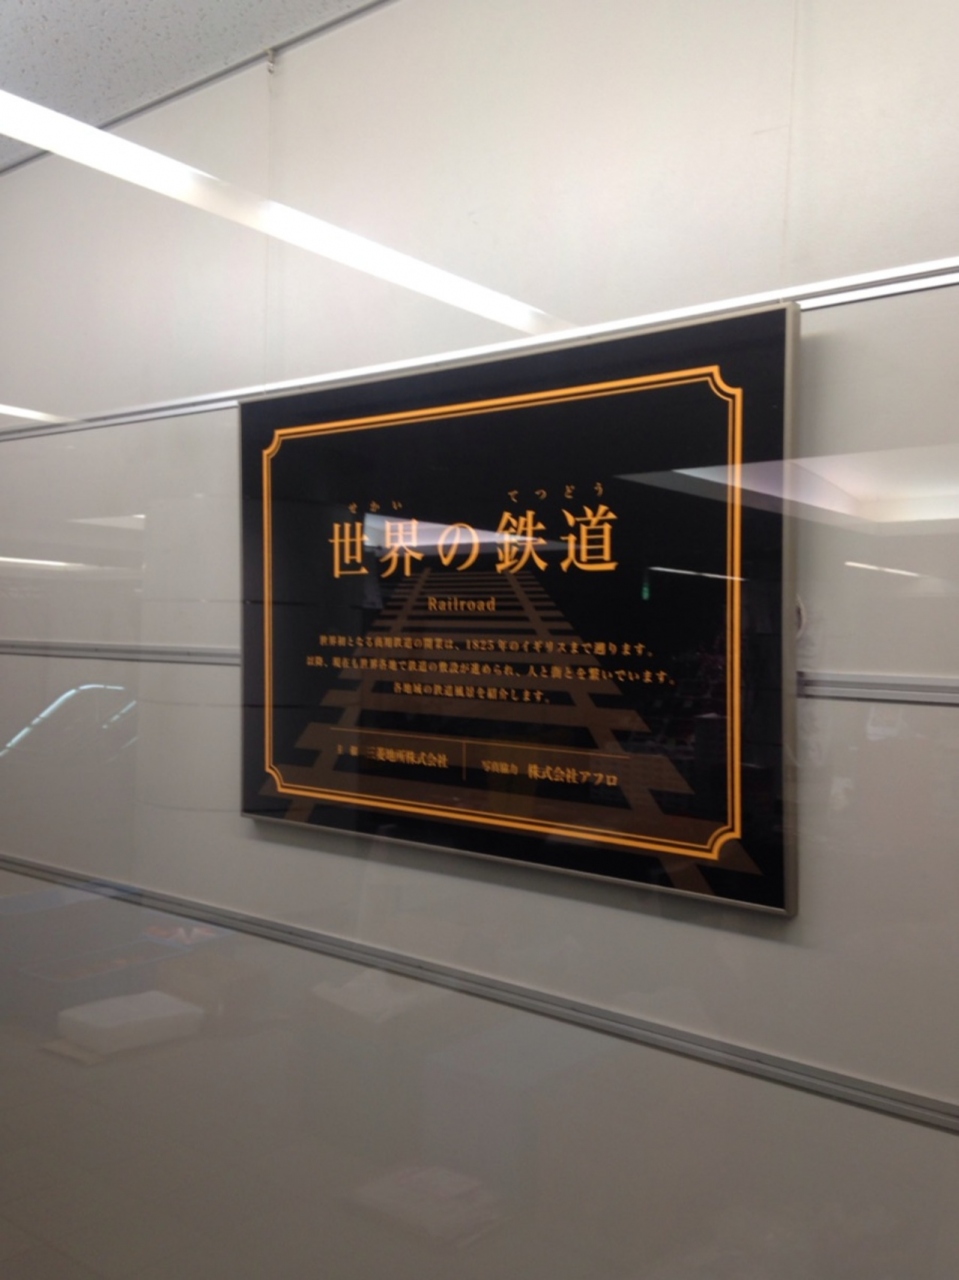 せかい てつどう
世界の鉄道
Railroad
世界初となる商用鉄道の開業は、1825年のイギリスまで遡ります。
以降、現在も世界各地で鉄道の敷設が進められ、人と街とを繋いでいます。
各地域の鉄道風景を紹介します。
主 催 三菱地所株式会社 写真協力 株式会社アフロ